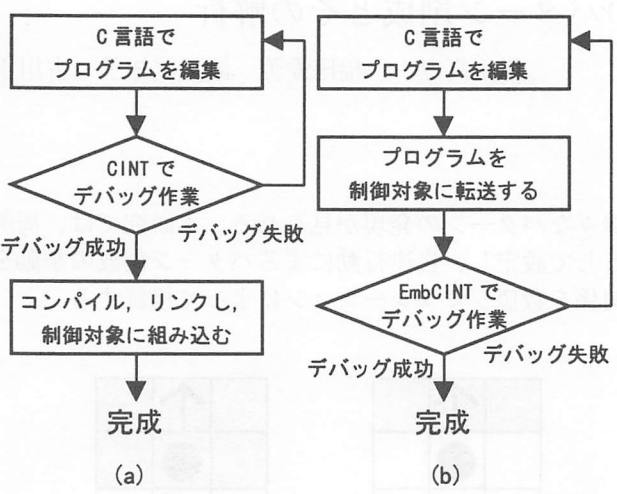 C 言語で
プログラムを編集
CINT で
デバッグ作業
デバッグ成功
デバッグ失敗
コンパイル，リンクし，
制御対象に組み込む
完成
(a)
C 言語で
プログラムを編集
プログラムを
制御対象に転送する
EmbCINT で
デバッグ作業
デバッグ成功
デバッグ失敗
完成
(b)